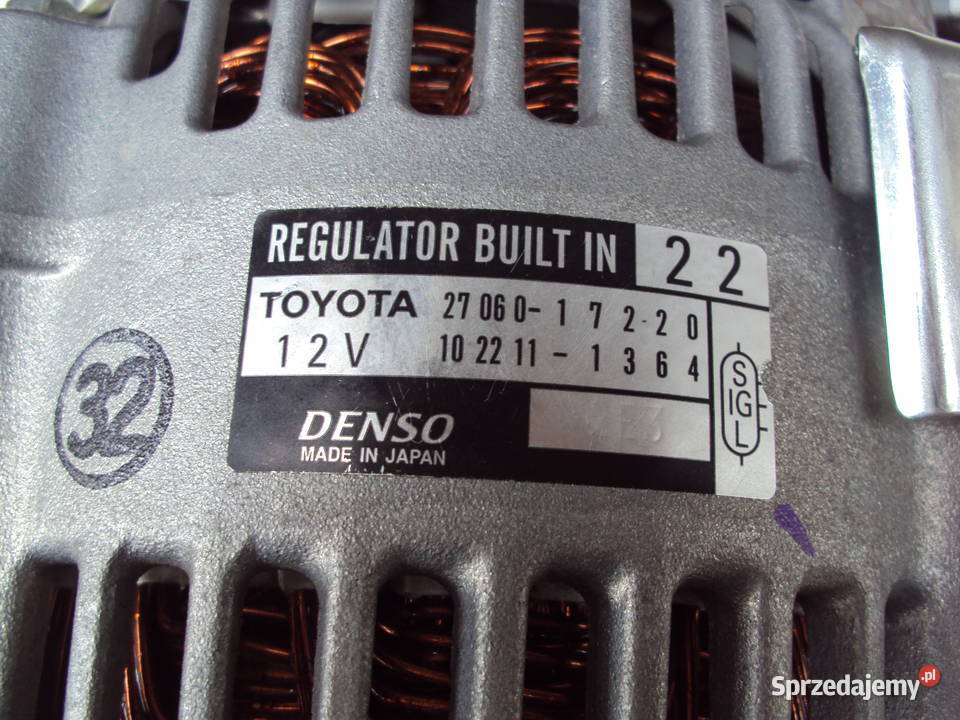 REGULATOR BUILT IN 22
TOYOTA 27060-172-20
12V 102211-1364
S
IG
L
DENSO
MADE IN JAPAN
32
Sprzedajemy.pl